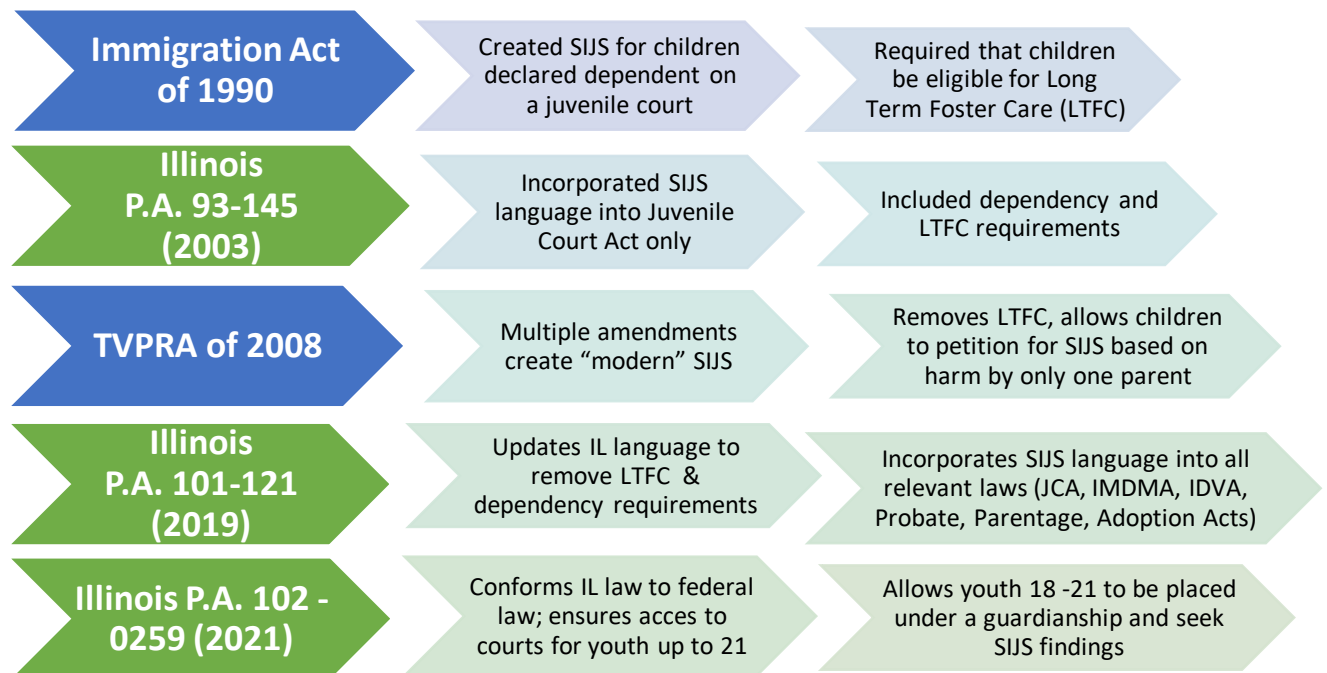 Immigration Act
of 1990
Created SIJS for children
declared dependent on
a juvenile court
Required that children
be eligible for Long
Term Foster Care (LTFC)
Illinois
P.A. 93-145
(2003)
Incorporated SIJS
language into Juvenile
Court Act only
Included dependency and
LTFC requirements
TVPRA of 2008
Multiple amendments
create “modern” SIJS
Removes LTFC, allows children
to petition for SIJS based on
harm by only one parent
Illinois
P.A. 101-121
(2019)
Updates IL language to
remove LTFC &
dependency requirements
Incorporates SIJS language into all
relevant laws (JCA, IMDMA, IDVA,
Probate, Parentage, Adoption Acts)
Illinois P.A. 102 -
0259 (2021)
Conforms IL law to federal
law; ensures acces to
courts for youth up to 21
Allows youth 18 -21 to be placed
under a guardianship and seek
SIJS findings